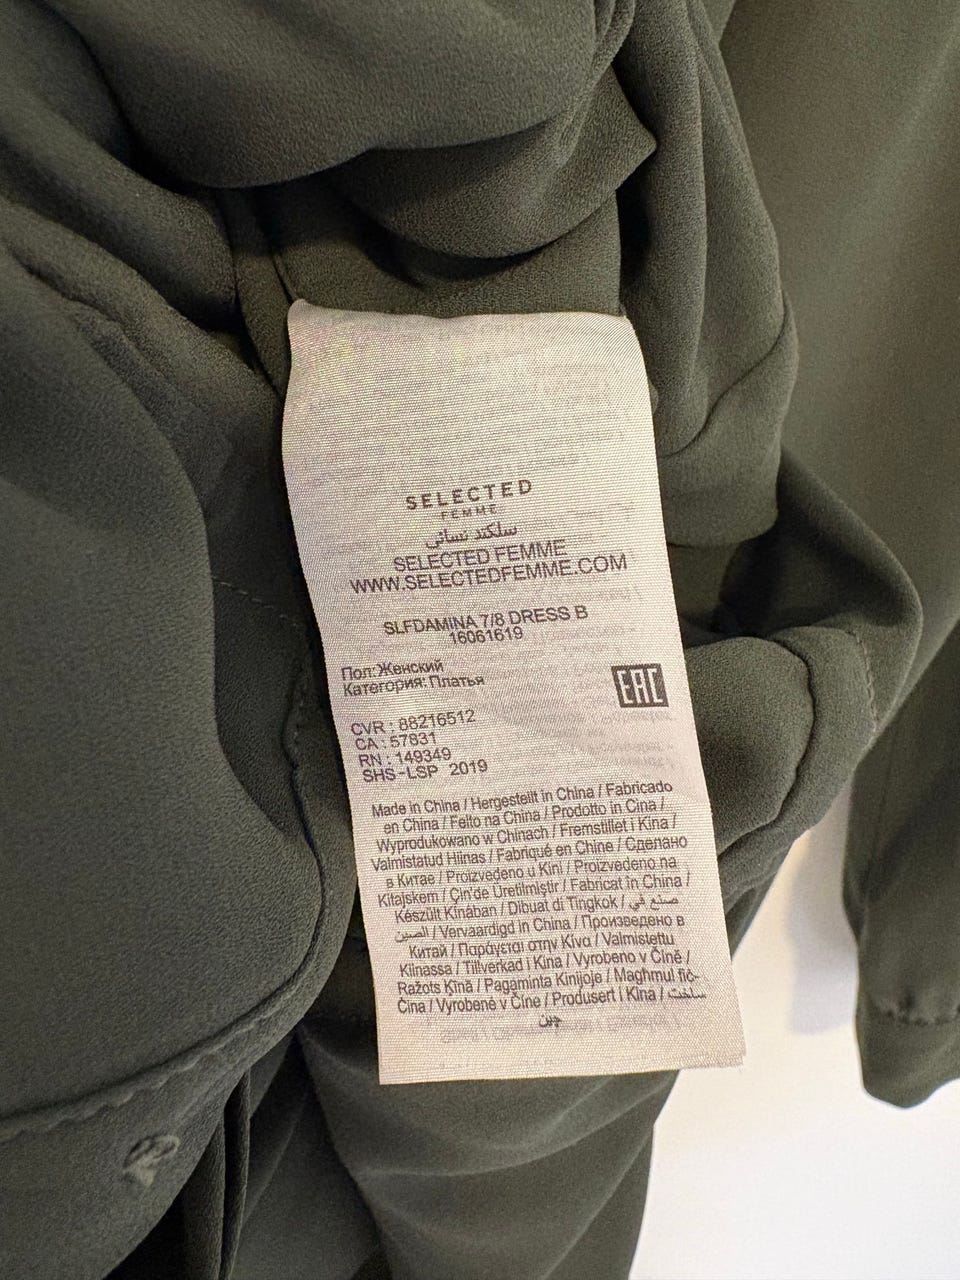 SELECTED
FEMME
سلكتد نسائي
SELECTED FEMME
WWW.SELECTEDFEMME.COM
SLFDAMINA 7/8 DRESS B
16061619
Пол:Женский
Категория:Платья
EAC
CVR : 88216512
CA : 57831
RN : 149349
SHS-LSP 2019
Made in China / Hergestellt in China / Fabricado
en China / Feito na China / Prodotto in Cina /
Wyprodukowano w Chinach / Fremstillet i Kina /
Valmistatud Hiinas / Fabriqué en Chine / Сделано
в Китае / Proizvedeno u Kini / Proizvedeno na
Kitajskem / Çin'de Üretilmiştir / Fabricat în China /
Készült Kínában / Dibuat di Tingkok / صنع في
الصين / Vervaardigd in China / Произведено в
Китай / Παράγεται στην Κίνα / Valmistettu
Kiinassa / Tillverkad i Kina / Vyrobeno v Číně /
Ražots Ķīnā / Pagaminta Kinijoje / Magħmul fiċ-
Ċina / Vyrobené v Číne / Produsert i Kina / ساخت
چین